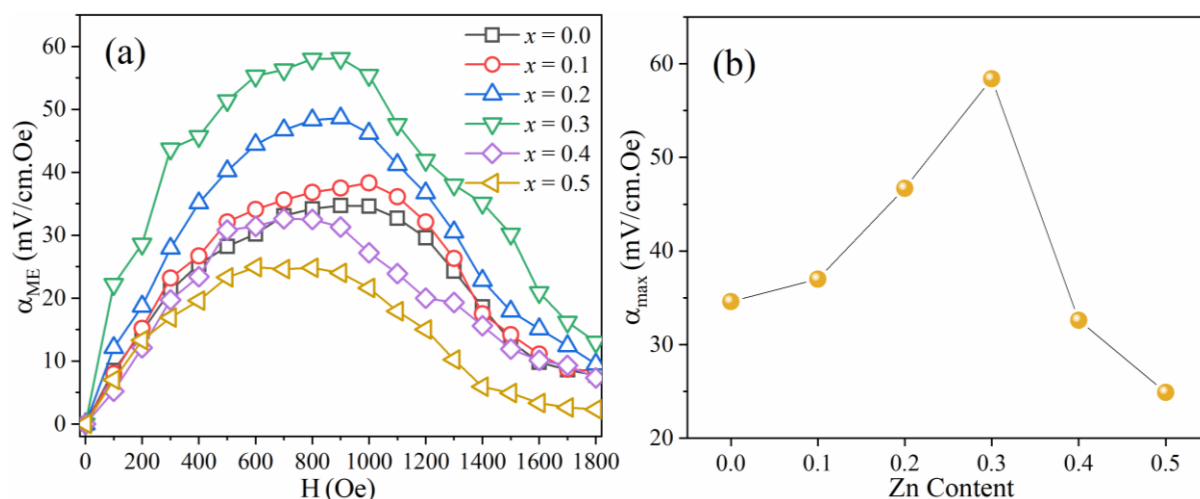 (a)
x = 0.0
x = 0.1
x = 0.2
x = 0.3
x = 0.4
x = 0.5
α_ME (mV/cm.Oe)
60
50
40
30
20
10
0
0 200 400 600 800 1000 1200 1400 1600 1800
H (Oe)
(b)
α_max (mV/cm.Oe)
60
50
40
30
20
0.0 0.1 0.2 0.3 0.4 0.5
Zn Content